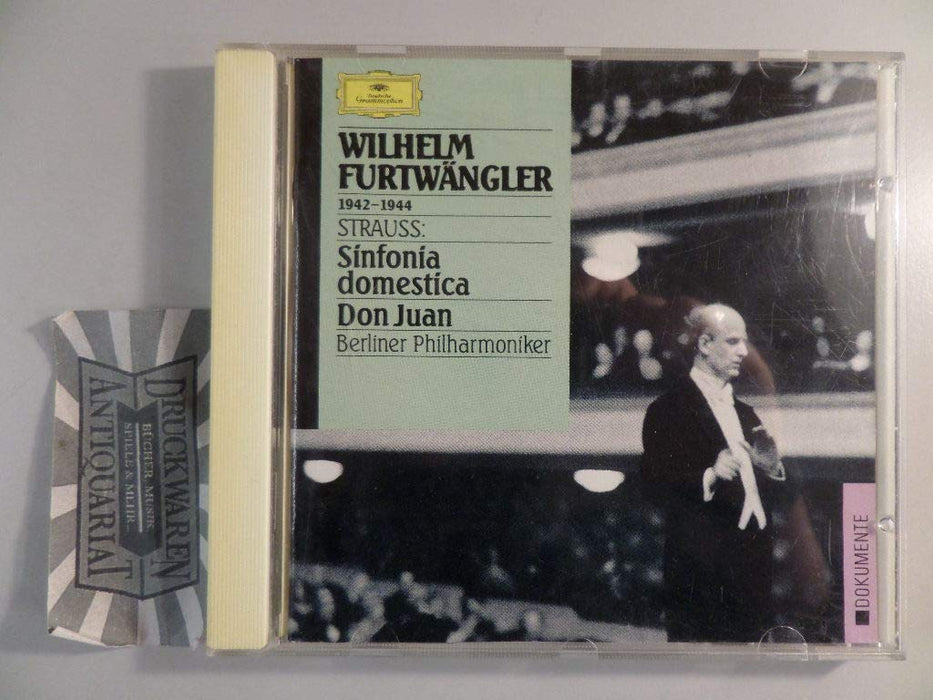 Deutsche
Grammophon
WILHELM
FURTWÄNGLER
1942–1944
STRAUSS:
Sinfonia
domestica
Don Juan
Berliner Philharmoniker
DOKUMENTE
DRUCKWAREN
BÜCHER, MUSIK,
SPIELE & MEHR...
ANTIQUARIAT